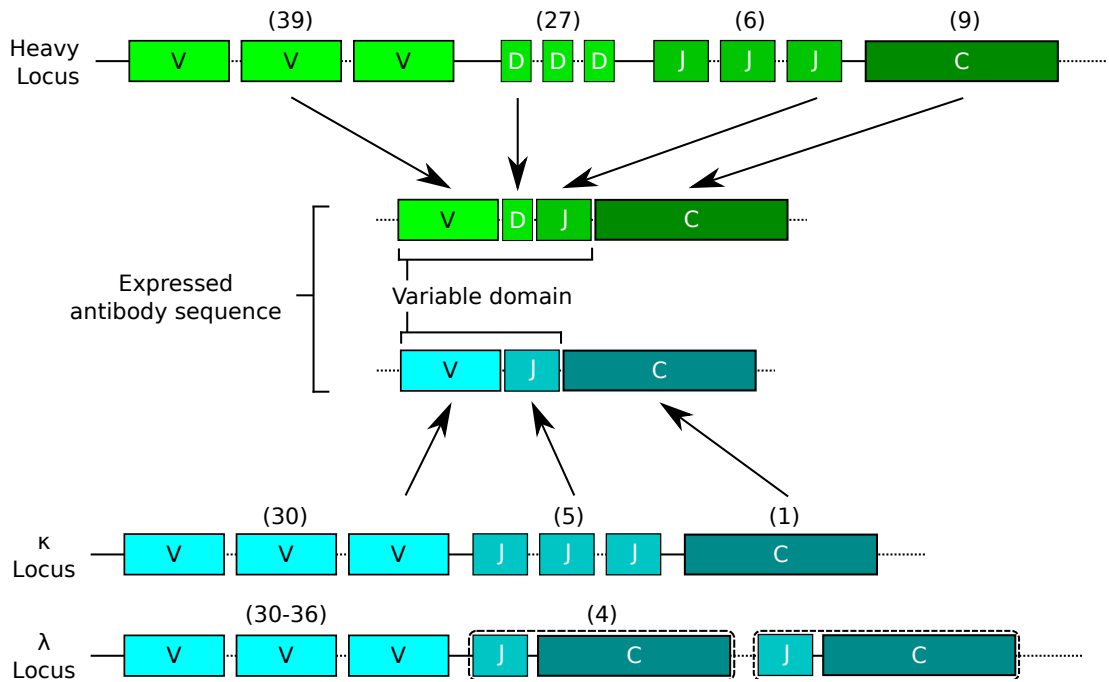 (39) (27) (6) (9)
Heavy
Locus
V V V D D D J J J C
V D J C
Expressed
antibody sequence
Variable domain
V J C
(30) (5) (1)
κ
Locus
V V V J J J C
(30-36) (4)
λ
Locus
V V V J C J C